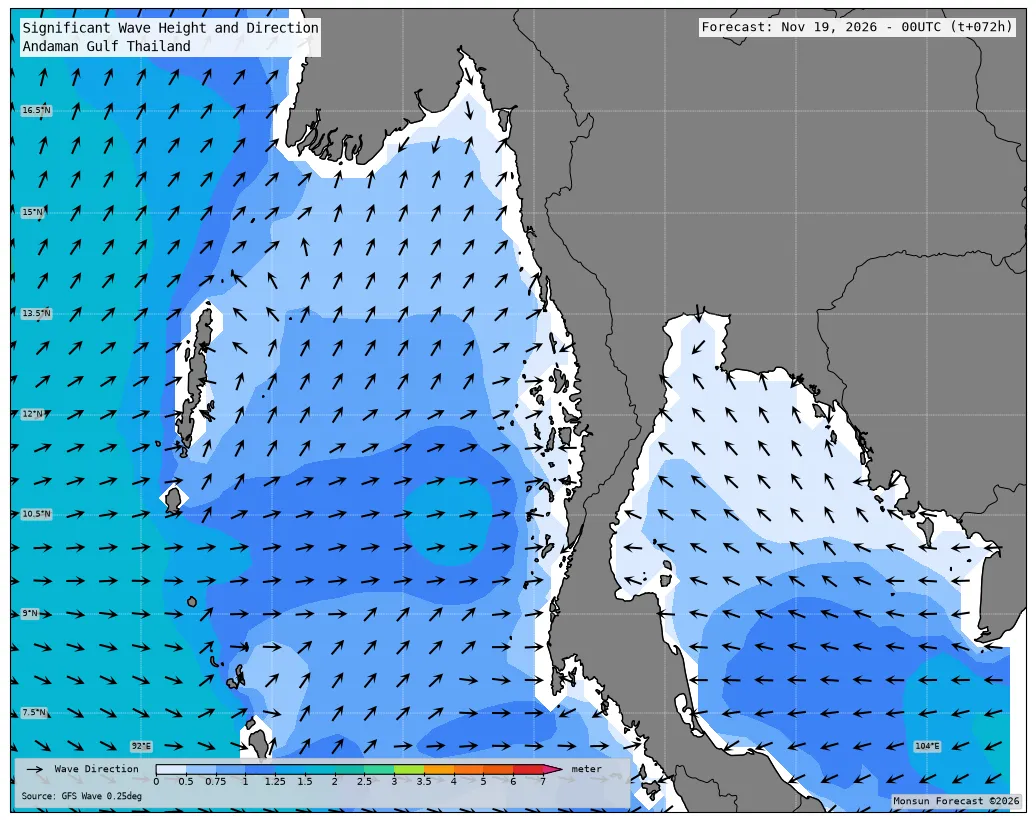 Significant Wave Height and Direction
Andaman Gulf Thailand
Forecast: Nov 19, 2026 - 00UTC (t+072h)
16.5°N
15°N
13.5°N
12°N
10.5°N
9°N
7.5°N
92°E
104°E
Wave Direction
meter
0.5 0.75 1 1.25 1.5 2 2.5 3 3.5 4 5 6 7
Source: GFS Wave 0.25deg
Monsun Forecast ©2026